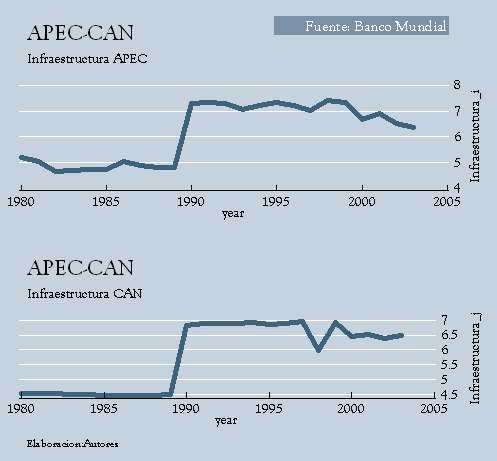 APEC-CAN
Fuente: Banco Mundial
Infraestructura APEC
8
7
6
5
4
Infraestructura_i
1980 1985 1990 1995 2000 2005
year
APEC-CAN
Infraestructura CAN
7
6.5
6
5.5
5
4.5
Infraestructura_j
1980 1985 1990 1995 2000 2005
year
Elaboracion:Autores